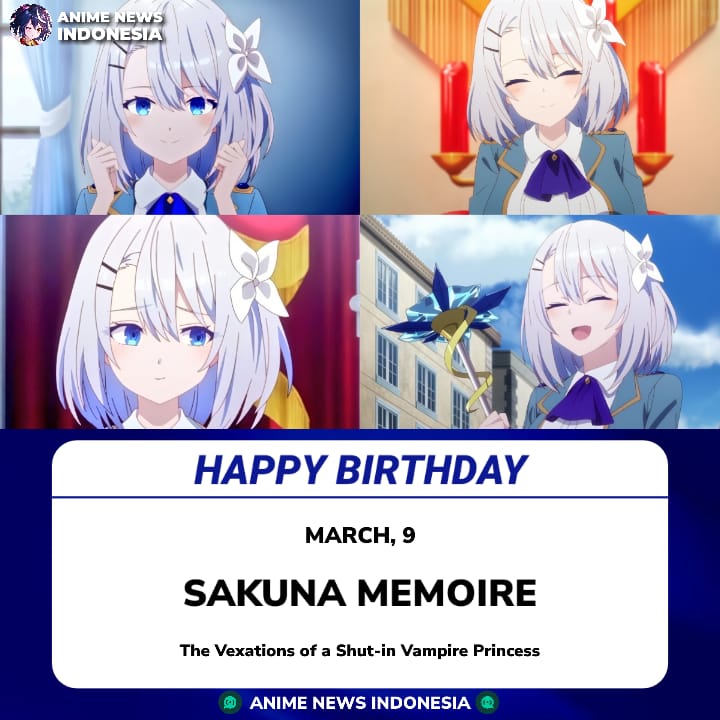 ANIME NEWS
INDONESIA
HAPPY BIRTHDAY
MARCH, 9
SAKUNA MEMOIRE
The Vexations of a Shut-in Vampire Princess
ANIME NEWS INDONESIA